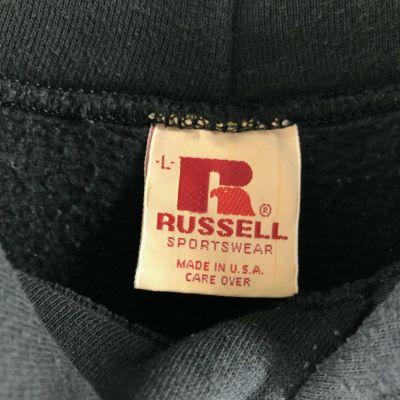 -L-
R®
RUSSELL
SPORTSWEAR
MADE IN U.S.A.
CARE OVER